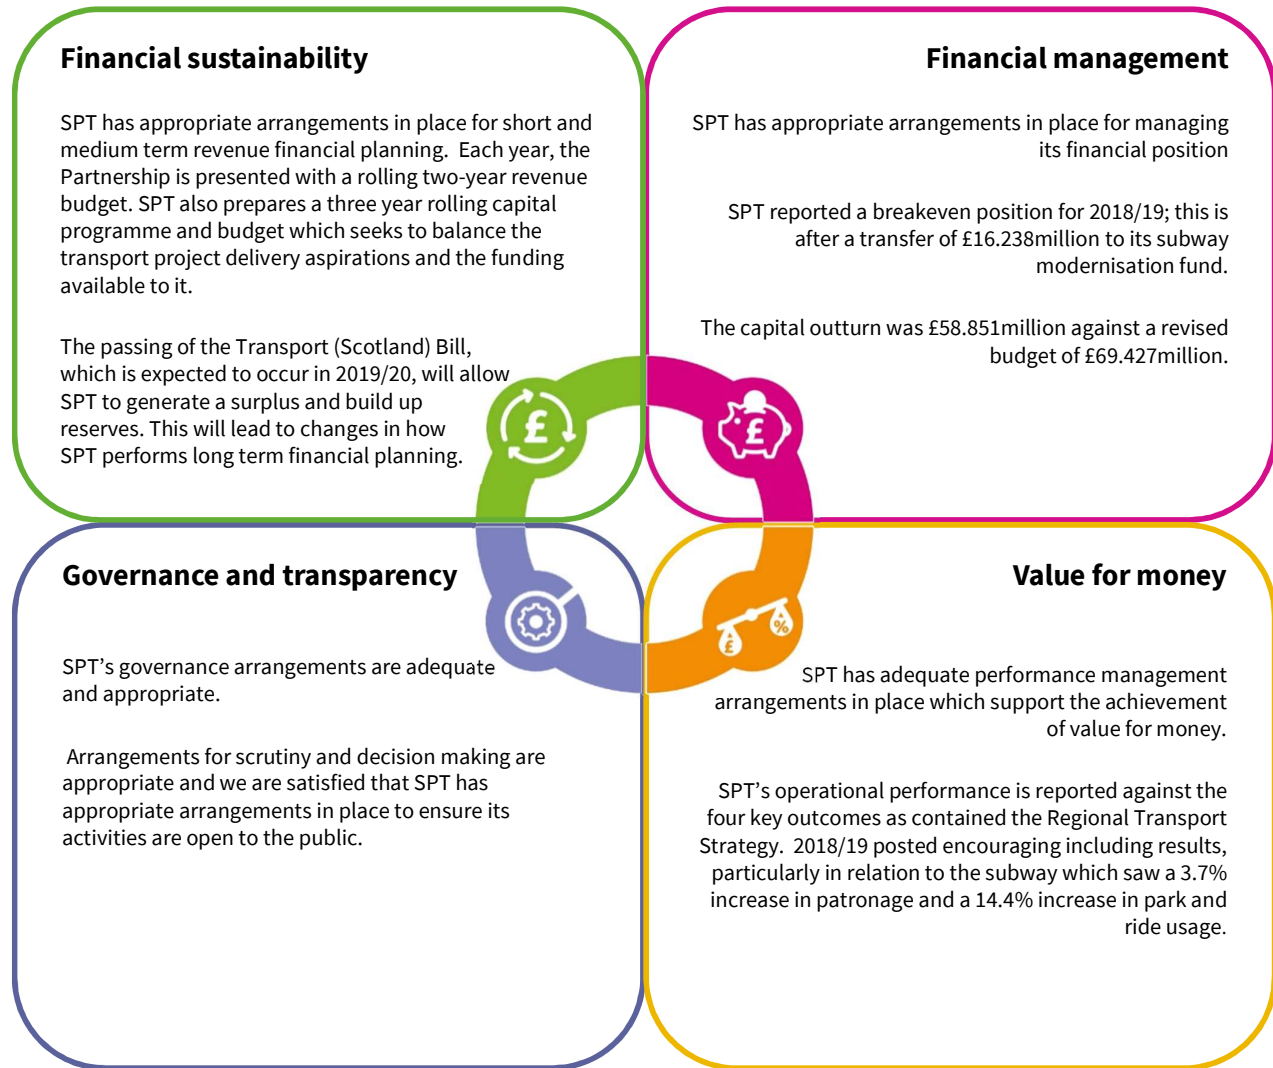 Financial sustainability
SPT has appropriate arrangements in place for short and
medium term revenue financial planning.  Each year, the
Partnership is presented with a rolling two-year revenue
budget. SPT also prepares a three year rolling capital
programme and budget which seeks to balance the
transport project delivery aspirations and the funding
available to it.
The passing of the Transport (Scotland) Bill,
which is expected to occur in 2019/20, will allow
SPT to generate a surplus and build up
reserves. This will lead to changes in how
SPT performs long term financial planning.
£
Financial management
SPT has appropriate arrangements in place for managing
its financial position
SPT reported a breakeven position for 2018/19; this is
after a transfer of £16.238million to its subway
modernisation fund.
The capital outturn was £58.851million against a revised
budget of £69.427million.
£
Governance and transparency
SPT's governance arrangements are adequate
and appropriate.
Arrangements for scrutiny and decision making are
appropriate and we are satisfied that SPT has
appropriate arrangements in place to ensure its
activities are open to the public.
Value for money
£ %
SPT has adequate performance management
arrangements in place which support the achievement
of value for money.
SPT's operational performance is reported against the
four key outcomes as contained the Regional Transport
Strategy.  2018/19 posted encouraging including results,
particularly in relation to the subway which saw a 3.7%
increase in patronage and a 14.4% increase in park and
ride usage.